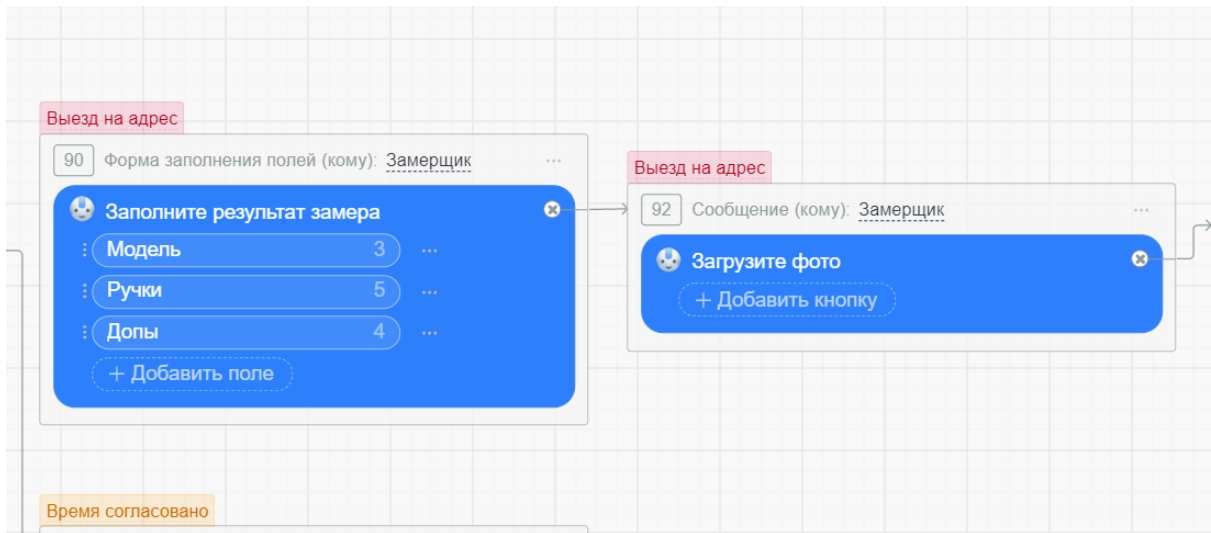 Выезд на адрес
90 Форма заполнения полей (кому): Замерщик ...
Заполните результат замера
Модель 3 ...
Ручки 5 ...
Допы 4 ...
+ Добавить поле
Выезд на адрес
92 Сообщение (кому): Замерщик ...
Загрузите фото
+ Добавить кнопку
Время согласовано